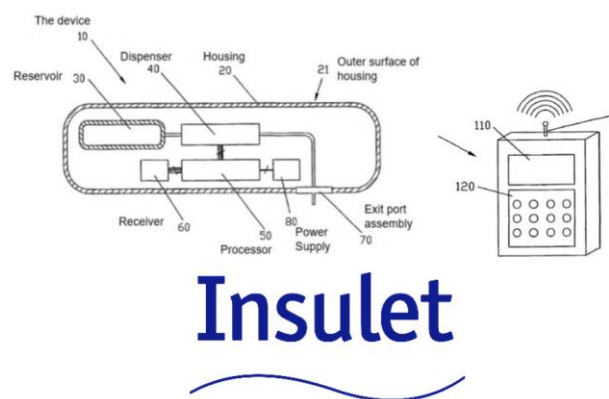 The device
10
Dispenser
40
Housing
20
21
Outer surface of
housing
Reservoir
30
110
120
Receiver
60
50
Processor
80
Power
Supply
Exit port
assembly
70
Insulet